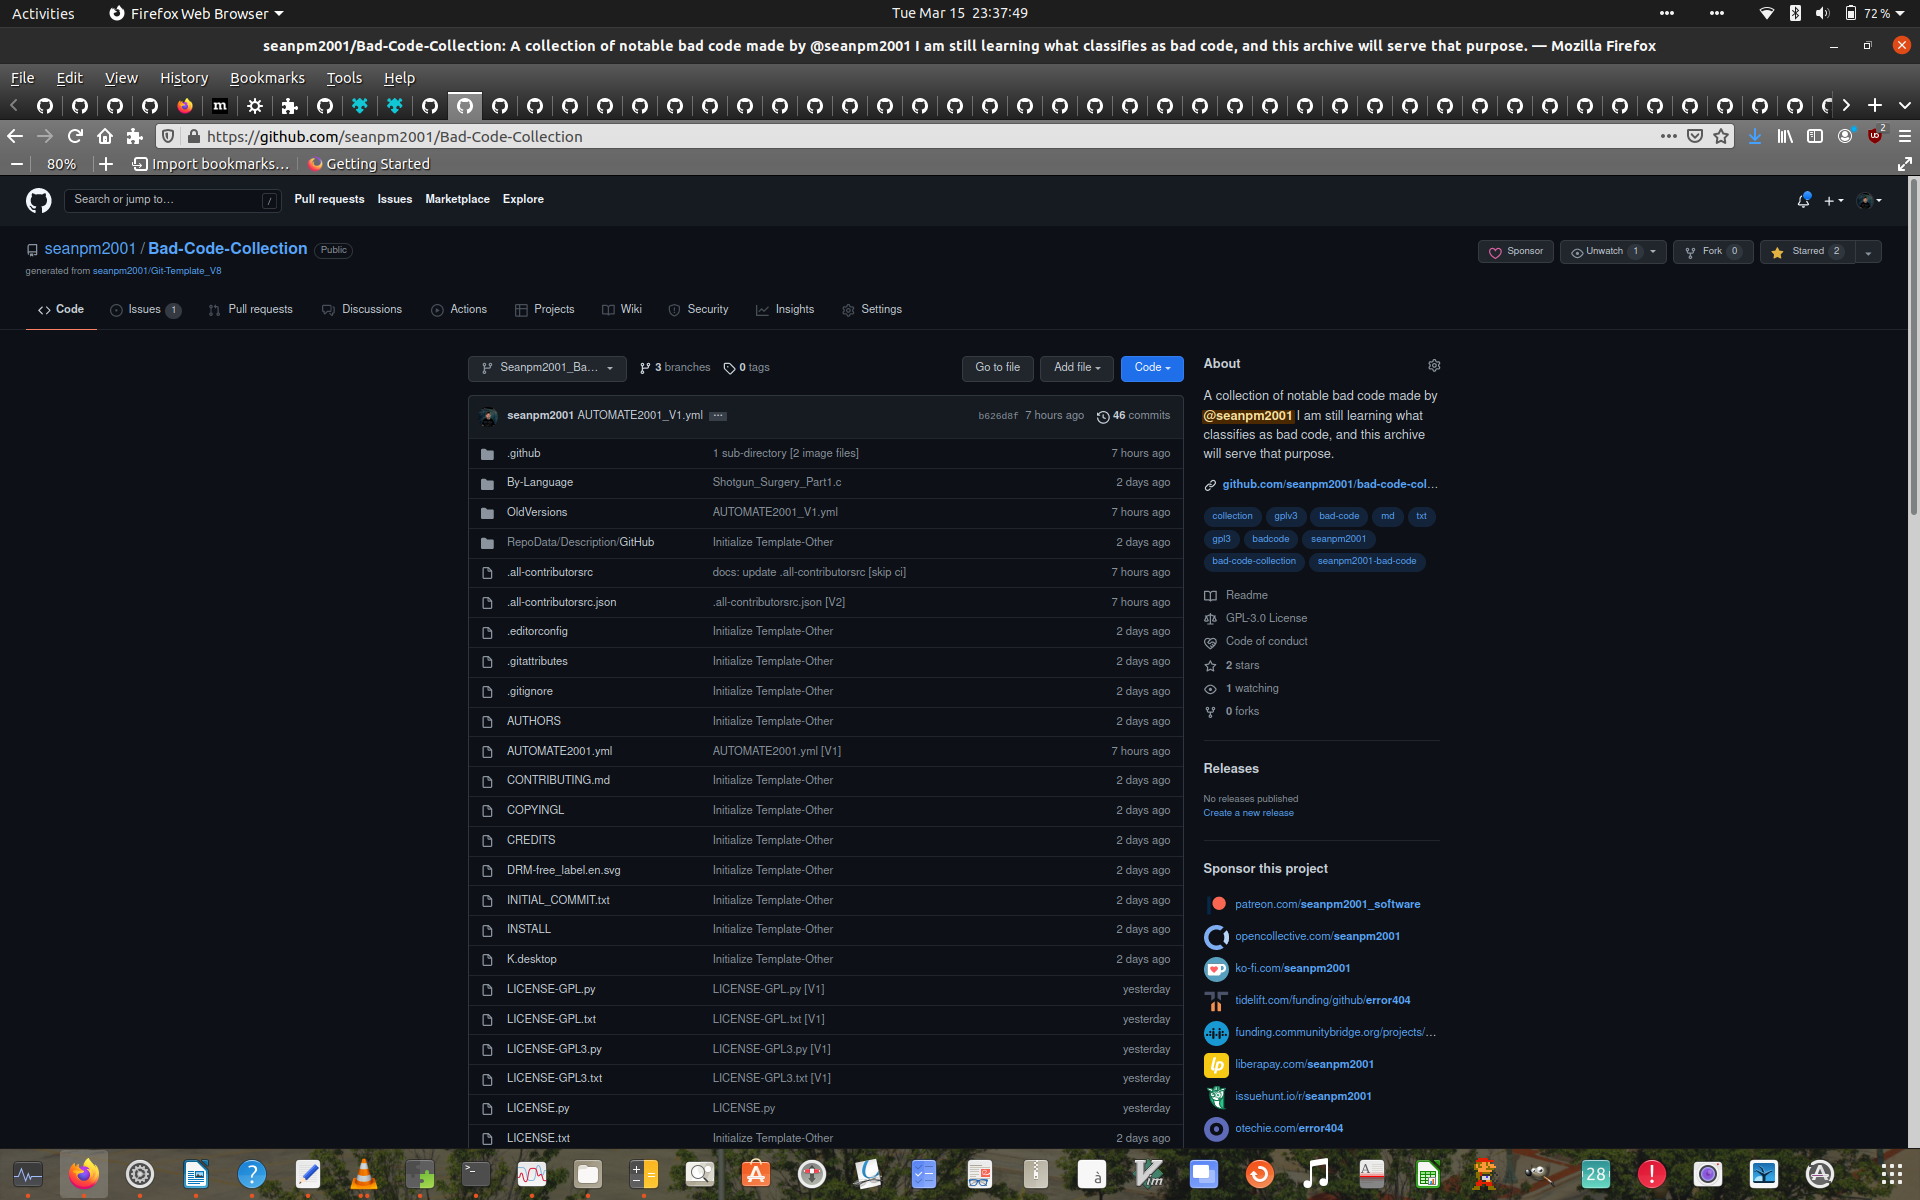 Activities Firefox Web Browser Tue Mar 15 23:37:49 72 %
seanpm2001/Bad-Code-Collection: A collection of notable bad code made by @seanpm2001 I am still learning what classifies as bad code, and this archive will serve that purpose. — Mozilla Firefox
File Edit View History Bookmarks Tools Help
https://github.com/seanpm2001/Bad-Code-Collection 2
80% Import bookmarks... Getting Started
Search or jump to... / Pull requests Issues Marketplace Explore
seanpm2001 / Bad-Code-Collection Public
Sponsor Unwatch 1 Fork 0 Starred 2
generated from seanpm2001/Git-Template_V8
Code Issues 1 Pull requests Discussions Actions Projects Wiki Security Insights Settings
Seanpm2001_Ba... 3 branches 0 tags Go to file Add file Code
seanpm2001 AUTOMATE2001_V1.yml b626d8f 7 hours ago 46 commits
.github 1 sub-directory [2 image files] 7 hours ago
By-Language Shotgun_Surgery_Part1.c 2 days ago
OldVersions AUTOMATE2001_V1.yml 7 hours ago
RepoData/Description/GitHub Initialize Template-Other 2 days ago
.all-contributorsrc docs: update .all-contributorsrc [skip ci] 7 hours ago
.all-contributorsrc.json .all-contributorsrc.json [V2] 7 hours ago
.editorconfig Initialize Template-Other 2 days ago
.gitattributes Initialize Template-Other 2 days ago
.gitignore Initialize Template-Other 2 days ago
AUTHORS Initialize Template-Other 2 days ago
AUTOMATE2001.yml AUTOMATE2001.yml [V1] 7 hours ago
CONTRIBUTING.md Initialize Template-Other 2 days ago
COPYINGL Initialize Template-Other 2 days ago
CREDITS Initialize Template-Other 2 days ago
DRM-free_label.en.svg Initialize Template-Other 2 days ago
INITIAL_COMMIT.txt Initialize Template-Other 2 days ago
INSTALL Initialize Template-Other 2 days ago
K.desktop Initialize Template-Other 2 days ago
LICENSE-GPL.py LICENSE-GPL.py [V1] yesterday
LICENSE-GPL.txt LICENSE-GPL.txt [V1] yesterday
LICENSE-GPL3.py LICENSE-GPL3.py [V1] yesterday
LICENSE-GPL3.txt LICENSE-GPL3.txt [V1] yesterday
LICENSE.py LICENSE.py yesterday
LICENSE.txt Initialize Template-Other 2 days ago
About
A collection of notable bad code made by
@seanpm2001 I am still learning what
classifies as bad code, and this archive
will serve that purpose.
github.com/seanpm2001/bad-code-col...
collection gplv3 bad-code md txt
gpl3 badcode seanpm2001
bad-code-collection seanpm2001-bad-code
Readme
GPL-3.0 License
Code of conduct
2 stars
1 watching
0 forks
Releases
No releases published
Create a new release
Sponsor this project
patreon.com/seanpm2001_software
opencollective.com/seanpm2001
ko-fi.com/seanpm2001
tidelift.com/funding/github/error404
funding.communitybridge.org/projects/...
liberapay.com/seanpm2001
issuehunt.io/r/seanpm2001
otechie.com/error404
28